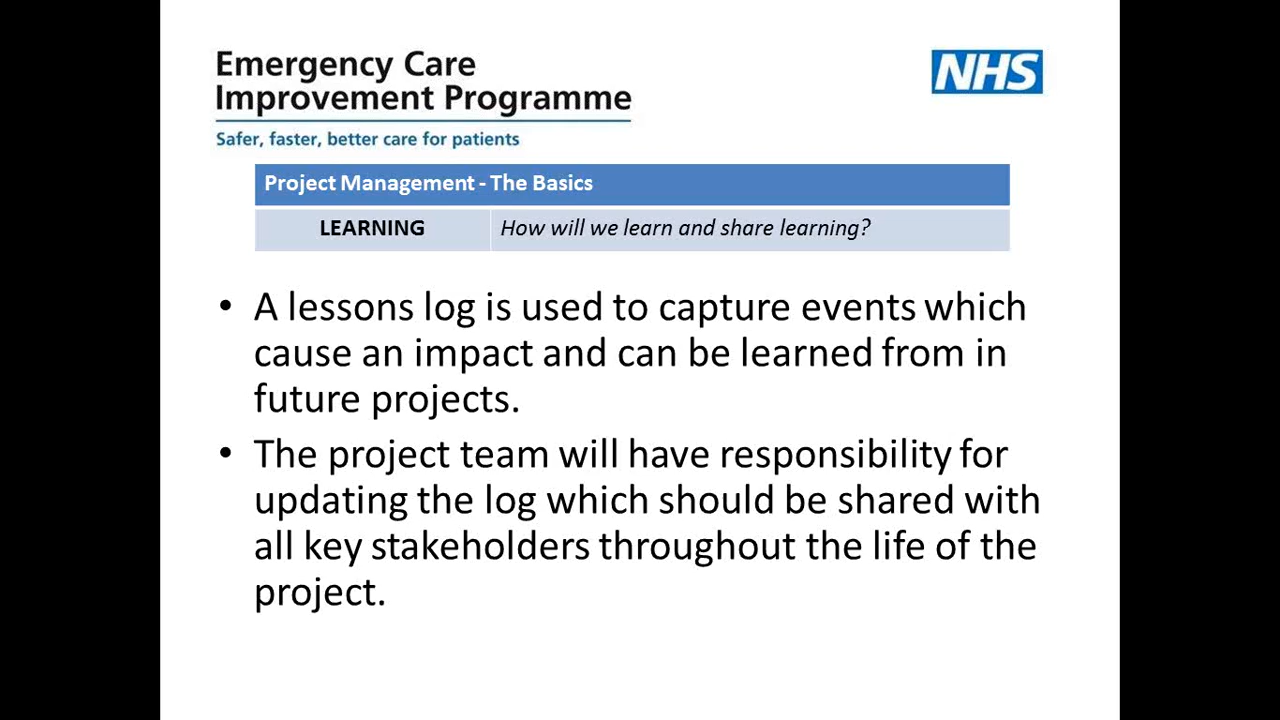 Emergency Care
Improvement Programme
NHS
Safer, faster, better care for patients
Project Management - The Basics
LEARNING How will we learn and share learning?
• A lessons log is used to capture events which
cause an impact and can be learned from in
future projects.
• The project team will have responsibility for
updating the log which should be shared with
all key stakeholders throughout the life of the
project.